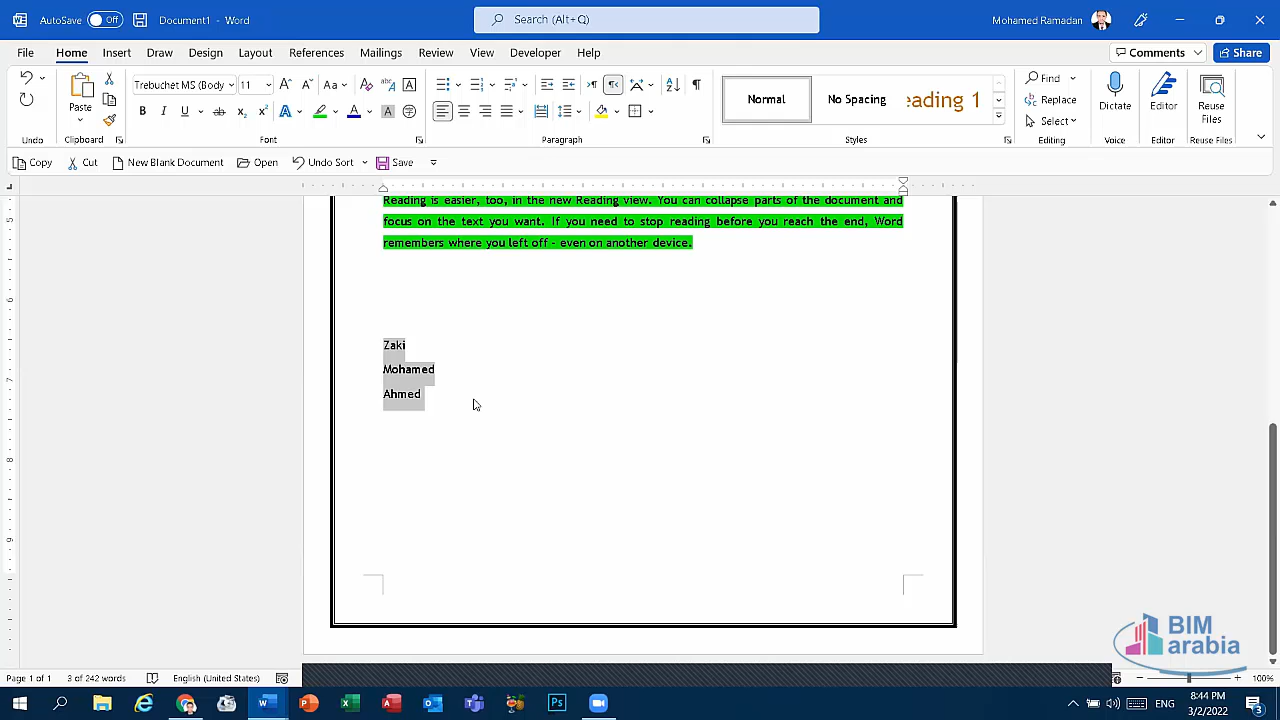 AutoSave Off Document1 - Word Search (Alt+Q) Mohamed Ramadan
File Home Insert Draw Design Layout References Mailings Review View Developer Help Comments Share
Trebuchet MS (Body 11 Aa Normal No Spacing eading 1 Find
Paste Replace Dictate Editor Reuse Files
Select
Undo Clipboard Font Paragraph Styles Editing Voice Editor Reuse Files
Copy Cut New Blank Document Open Undo Sort Save
Reading is easier, too, in the new Reading view. You can collapse parts of the document and
focus on the text you want. If you need to stop reading before you reach the end, Word
remembers where you left off - even on another device.
Zaki
Mohamed
Ahmed
BIM
arabia
Page 1 of 1 3 of 242 words English (United States) 100%
8:44 PM
3/2/2022